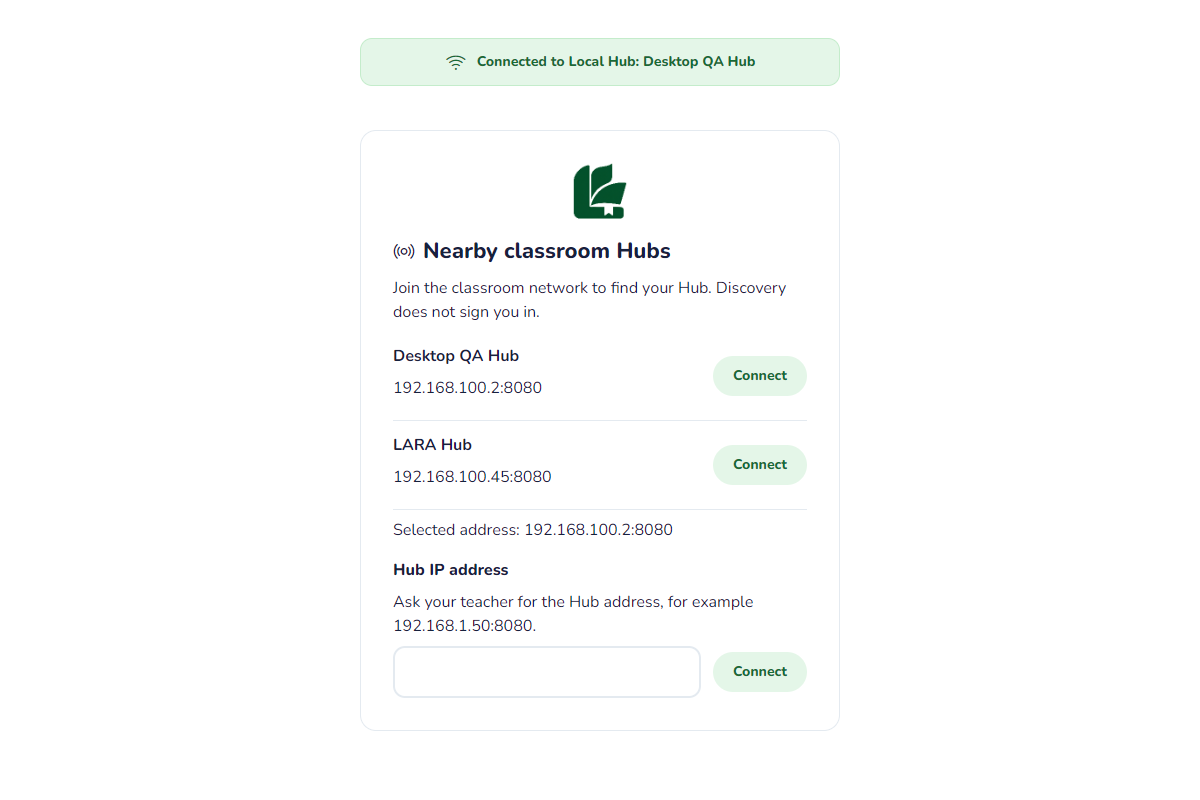 Connected to Local Hub: Desktop QA Hub
Nearby classroom Hubs
Join the classroom network to find your Hub. Discovery
does not sign you in.
Desktop QA Hub
192.168.100.2:8080
Connect
LARA Hub
192.168.100.45:8080
Connect
Selected address: 192.168.100.2:8080
Hub IP address
Ask your teacher for the Hub address, for example
192.168.1.50:8080.
Connect